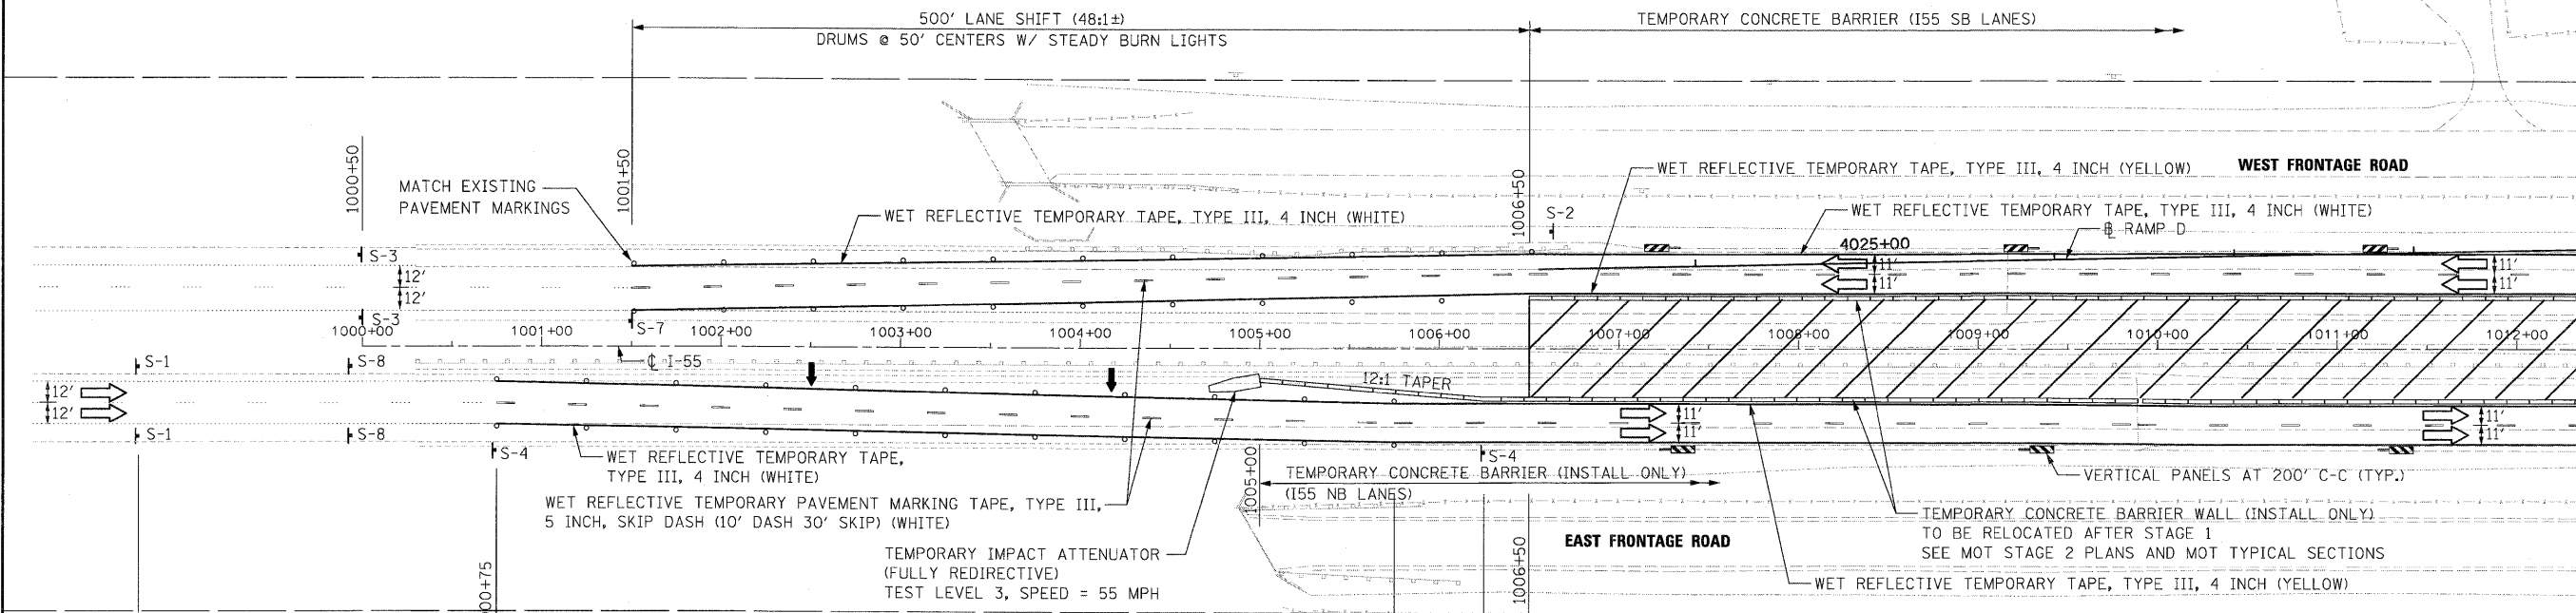 500' LANE SHIFT (48:1±)
DRUMS @ 50' CENTERS W/ STEADY BURN LIGHTS
TEMPORARY CONCRETE BARRIER (I55 SB LANES)
1000+50
MATCH EXISTING
PAVEMENT MARKINGS
1001+50
WET REFLECTIVE TEMPORARY TAPE, TYPE III, 4 INCH (WHITE)
1006+50
S-2
WET REFLECTIVE TEMPORARY TAPE, TYPE III, 4 INCH (YELLOW)
WEST FRONTAGE ROAD
WET REFLECTIVE TEMPORARY TAPE, TYPE III, 4 INCH (WHITE)
RAMP D
4025+00
S-3
12'
12'
11'
11'
11'
11'
S-3
S-7
1000+00
1001+00
1002+00
1003+00
1004+00
1005+00
1006+00
1007+00
1008+00
1009+00
1010+00
1011+00
1012+00
S-1
S-8
℄ I-55
12:1 TAPER
12'
12'
11'
11'
11'
11'
S-1
S-8
S-4
S-4
WET REFLECTIVE TEMPORARY TAPE,
TYPE III, 4 INCH (WHITE)
1005+00
TEMPORARY CONCRETE BARRIER (INSTALL ONLY)
(I55 NB LANES)
VERTICAL PANELS AT 200' C-C (TYP.)
WET REFLECTIVE TEMPORARY PAVEMENT MARKING TAPE, TYPE III,
5 INCH, SKIP DASH (10' DASH 30' SKIP) (WHITE)
TEMPORARY CONCRETE BARRIER WALL (INSTALL ONLY)
TO BE RELOCATED AFTER STAGE 1
SEE MOT STAGE 2 PLANS AND MOT TYPICAL SECTIONS
EAST FRONTAGE ROAD
TEMPORARY IMPACT ATTENUATOR
(FULLY REDIRECTIVE)
TEST LEVEL 3, SPEED = 55 MPH
00+75
1006+50
WET REFLECTIVE TEMPORARY TAPE, TYPE III, 4 INCH (YELLOW)